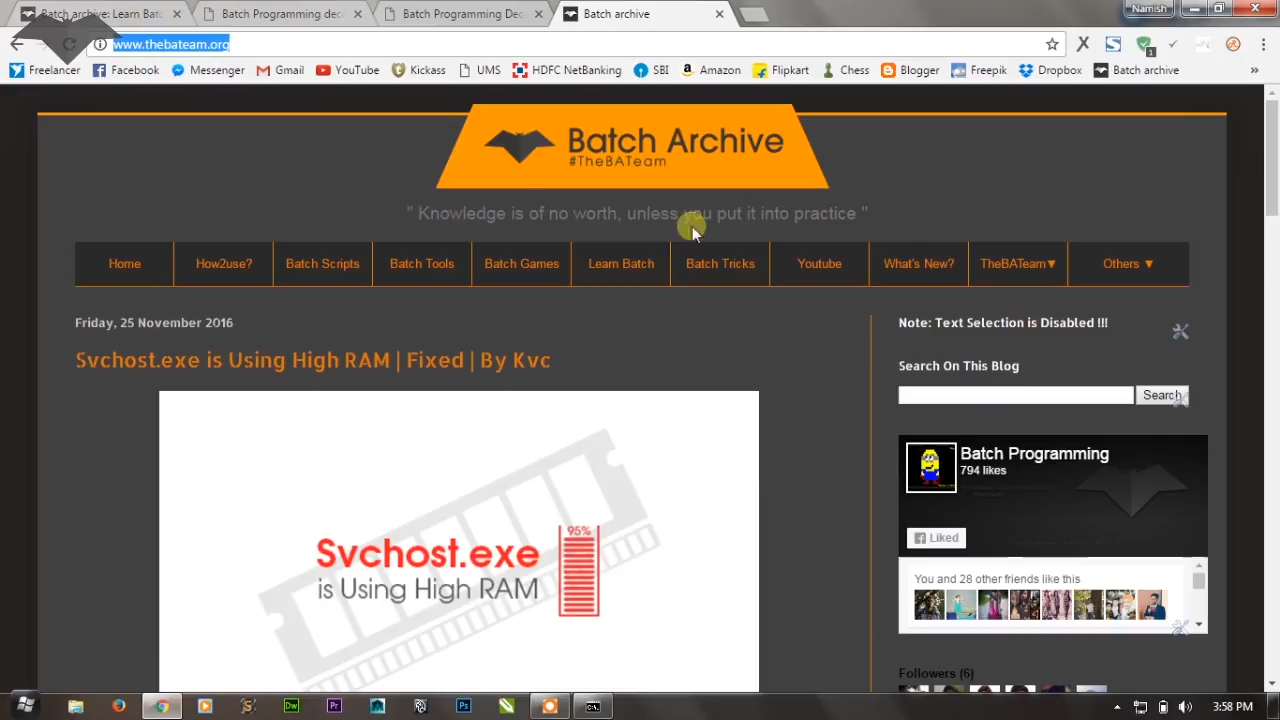 Batch archive: Learn Bat
Batch Programming dec
Batch Programming Dec
Batch archive
Namish
www.thebateam.org
1
Freelancer
Facebook
Messenger
Gmail
YouTube
Kickass
UMS
HDFC NetBanking
SBI
Amazon
Flipkart
Chess
Blogger
Freepik
Dropbox
Batch archive
»
Batch Archive
#TheBATeam
" Knowledge is of no worth, unless you put it into practice "
Home
How2use?
Batch Scripts
Batch Tools
Batch Games
Learn Batch
Batch Tricks
Youtube
What's New?
TheBATeam▼
Others ▼
Friday, 25 November 2016
Svchost.exe is Using High RAM | Fixed | By Kvc
95%
Svchost.exe
is Using High RAM
Note: Text Selection is Disabled !!!
Search On This Blog
Search
Batch Programming
794 likes
Liked
You and 28 other friends like this
Followers (6)
Dw
Pr
Ps
C:\
3:58 PM